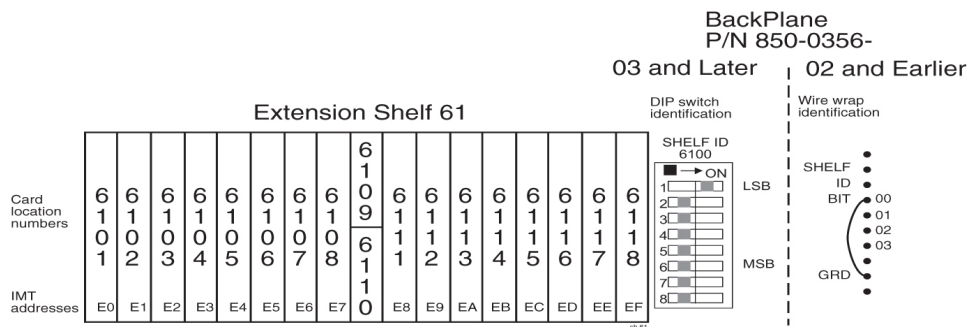 BackPlane
P/N 850-0356-
03 and Later
02 and Earlier
Extension Shelf 61
DIP switch
identification
Wire wrap
identification
SHELF ID
6100
ON
1
2
3
4
5
6
7
8
LSB
MSB
SHELF
ID
BIT
00
01
02
03
GRD
Card
location
numbers
6101
6102
6103
6104
6105
6106
6107
6108
6109
6110
6111
6112
6113
6114
6115
6116
6117
6118
IMT
addresses
E0
E1
E2
E3
E4
E5
E6
E7
E8
E9
EA
EB
EC
ED
EE
EF